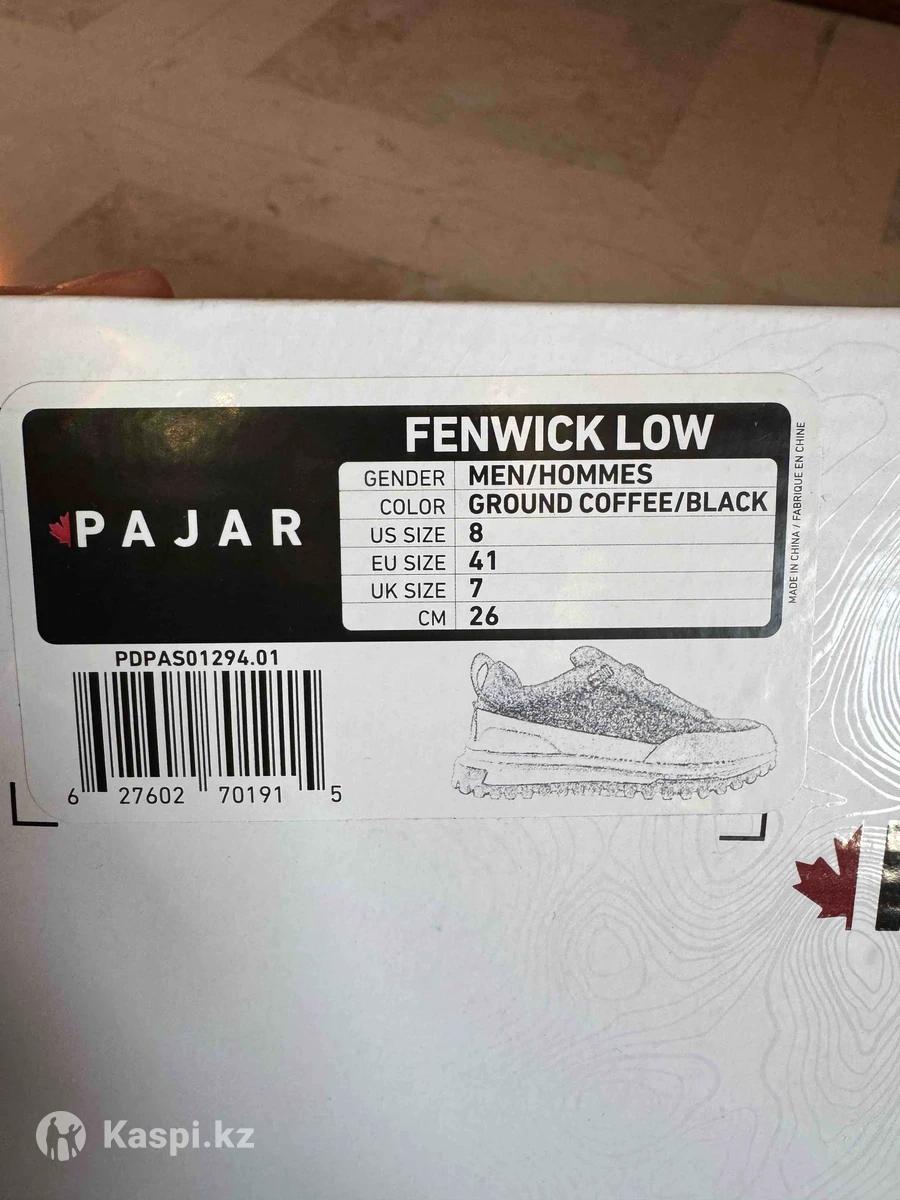 FENWICK LOW
PAJAR
GENDER MEN/HOMMES
COLOR GROUND COFFEE/BLACK
US SIZE 8
EU SIZE 41
UK SIZE 7
CM 26
MADE IN CHINA / FABRIQUE EN CHINE
PDPAS01294.01
6 27602 70191 5
Kaspi.kz